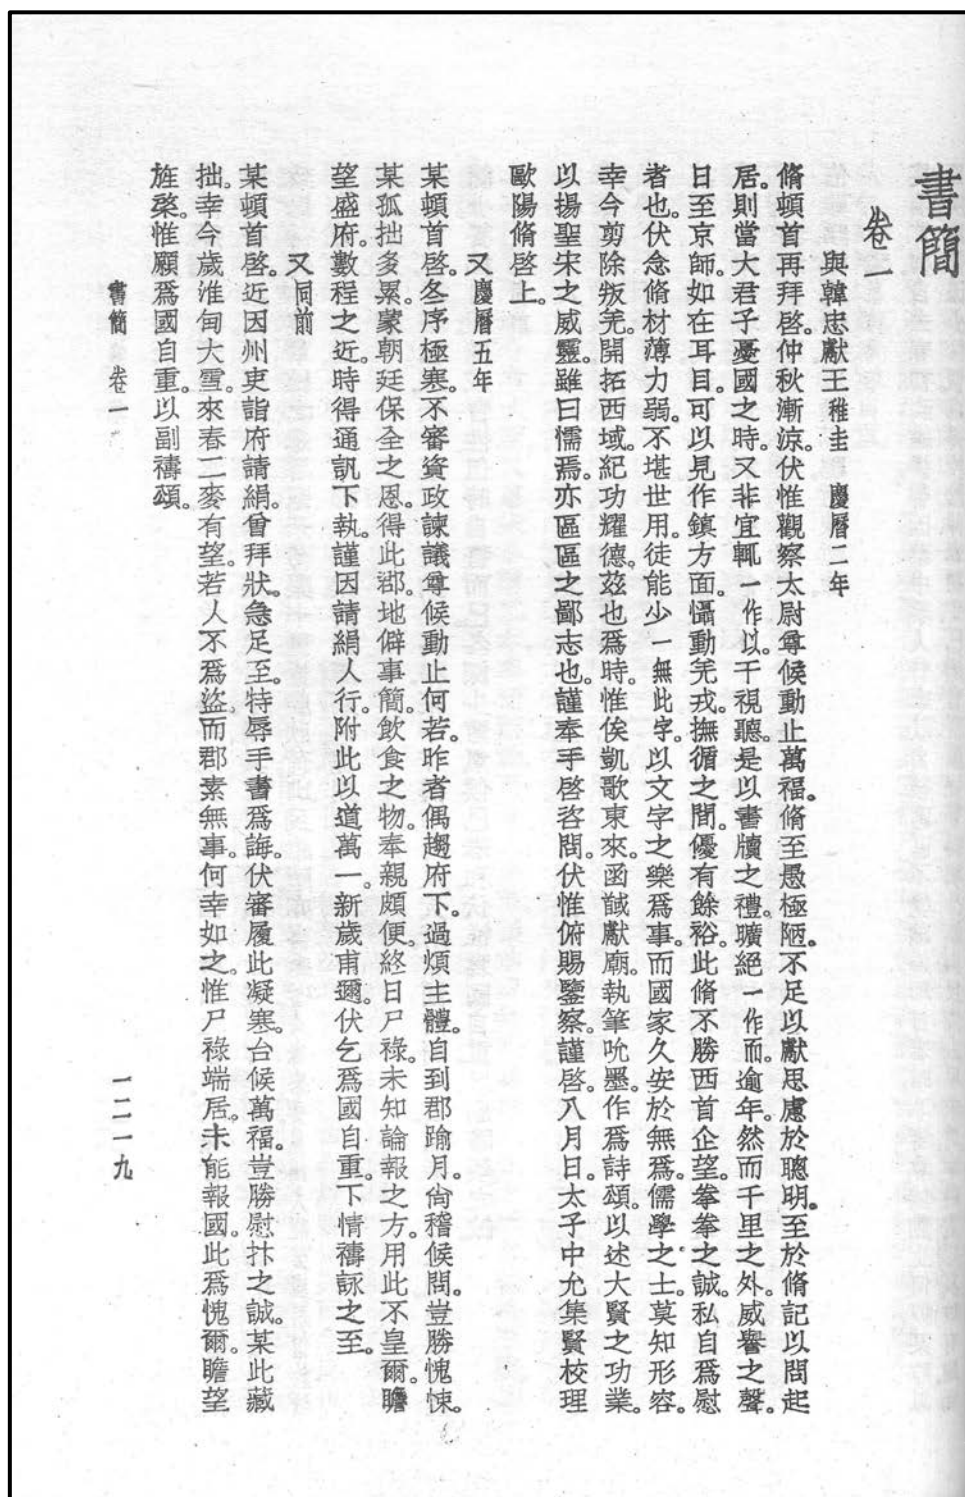 書簡
卷一
與韓忠獻王稚圭　慶曆二年
脩頓首再拜啓。仲秋漸涼。伏惟觀察太尉尊候動止萬福。脩至愚極陋。不足以獻思慮於聰明。至於脩記以問起
居。則當大君子憂國之時。又非宜輒一作以。干視聽。是以書牘之禮。曠絕一作而。逾年。然而千里之外。威譽之聲。
日至京師。如在耳目。可以見作鎮方面。懾動羌戎。撫循之間。優有餘裕。此脩不勝西首企望。拳拳之誠。私自爲慰
者也。伏念脩材薄力弱。不堪世用。徒能少一無此字。以文字之樂爲事。而國家久安於無爲。儒學之士。莫知形容。
幸今剪除叛羌。開拓西域。紀功耀德。茲也爲時。惟俟凱歌東來。函馘獻廟。執筆吮墨。作爲詩頌。以述大賢之功業。
以揚聖宋之威靈。雖曰懦焉。亦區區之鄙志也。謹奉手啓咨問。伏惟俯賜鑒察。謹啓。八月日。太子中允集賢校理
歐陽脩啓上。
又慶曆五年
某頓首啓。冬序極寒。不審資政諫議尊候動止何若。昨者偶趨府下。過煩主體。自到郡踰月。尙稽候問。豈勝愧悚。
某孤拙多累。蒙朝廷保全之恩。得此郡。地僻事簡。飲食之物。奉親頗便。終日尸祿。未知論報之方。用此不皇爾。瞻
望盛府。數程之近。時得通訊下執。謹因請絹人行。附此以道萬一。新歲甫邇。伏乞爲國自重。下情禱詠之至。
又同前
某頓首啓。近因州吏詣府請絹。曾拜狀。急足至。特辱手書爲誨。伏審履此凝寒。台候萬福。豈勝慰抃之誠。某此藏
拙。幸今歲淮甸大雪。來春二麥有望。若人不爲盜。而郡素無事。何幸如之。惟尸祿端居。未能報國。此爲愧爾。瞻望
旌棨。惟願爲國自重。以副禱頌。
書簡　卷一
一二一九